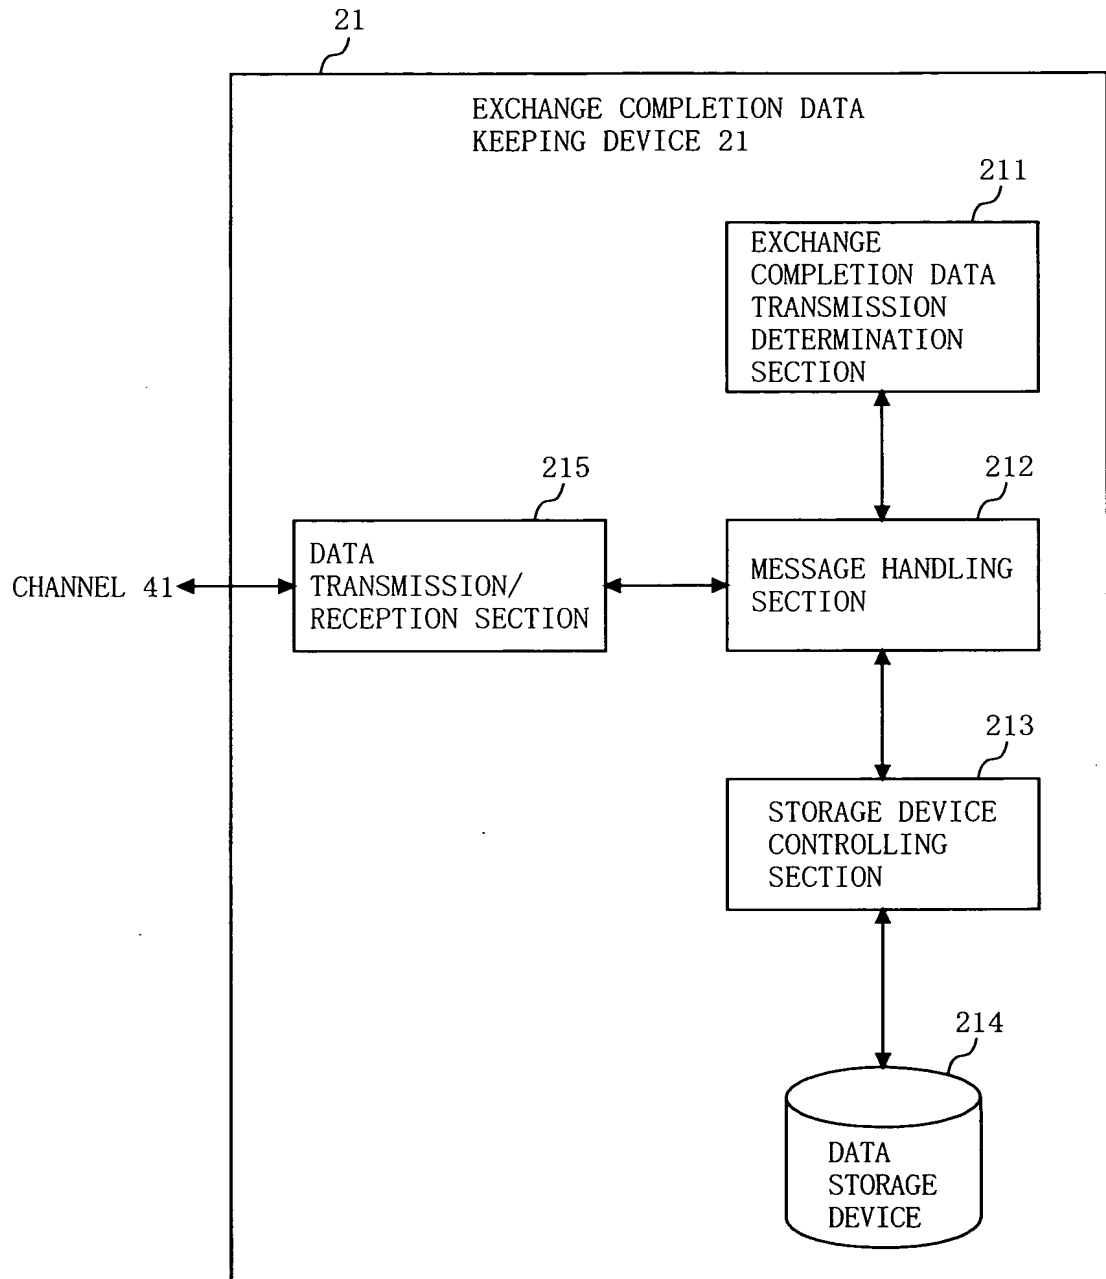 21
EXCHANGE COMPLETION DATA
KEEPING DEVICE 21
211
EXCHANGE
COMPLETION DATA
TRANSMISSION
DETERMINATION
SECTION
215
212
CHANNEL 41
DATA
TRANSMISSION/
RECEPTION SECTION
MESSAGE HANDLING
SECTION
213
STORAGE DEVICE
CONTROLLING
SECTION
214
DATA
STORAGE
DEVICE